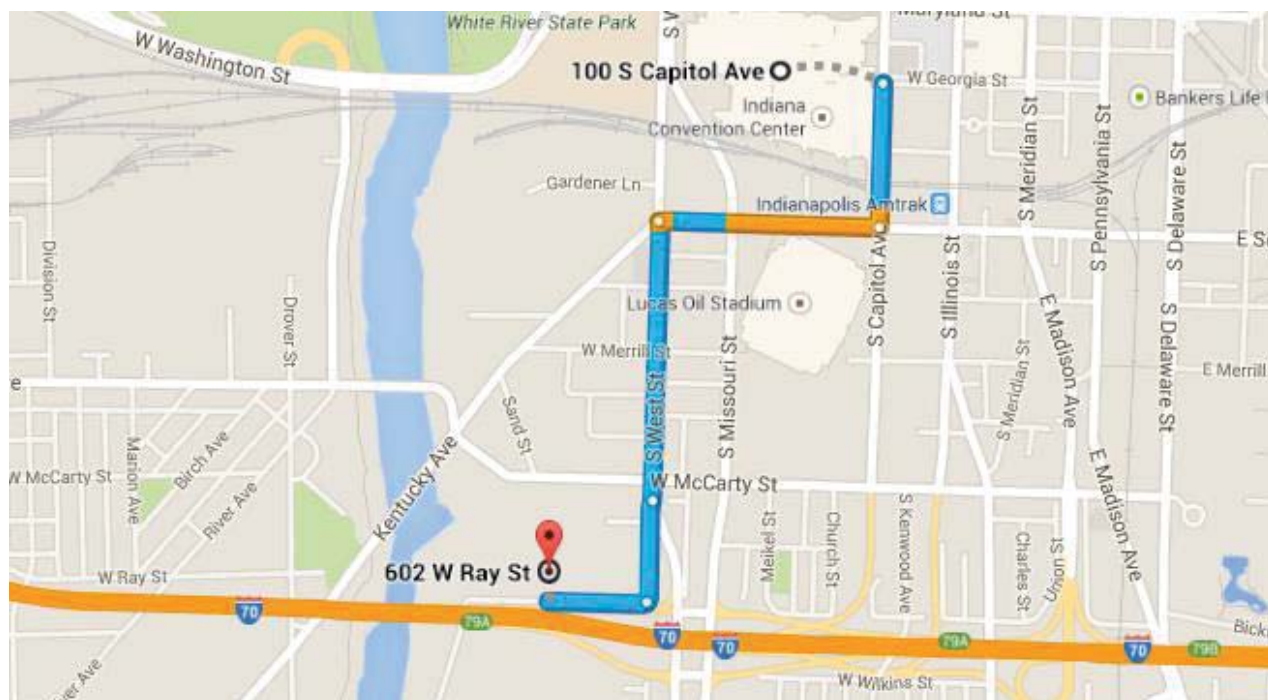 White River State Park
Maryland St
W Washington St
100 S Capitol Ave
W Georgia St
Bankers Life
Indiana
Convention Center
Gardener Ln
Indianapolis Amtrak
S Meridian St
S Pennsylvania St
S Delaware St
Division St
Drover St
Lucas Oil Stadium
S Capitol Ave
S Illinois St
E Madison Ave
S Delaware St
W Merrill St
E Merrill
S West St
S Missouri St
Sand St
S Meridian St
Marion Ave
Birch Ave
River Ave
Kentucky Ave
W McCarty St
W McCarty St
E Madison Ave
Meikel St
Church St
S Kenwood Ave
Charles St
Union St
W Ray St
602 W Ray St
70
79A
70
70
79A
70
79B
W Wilkins St